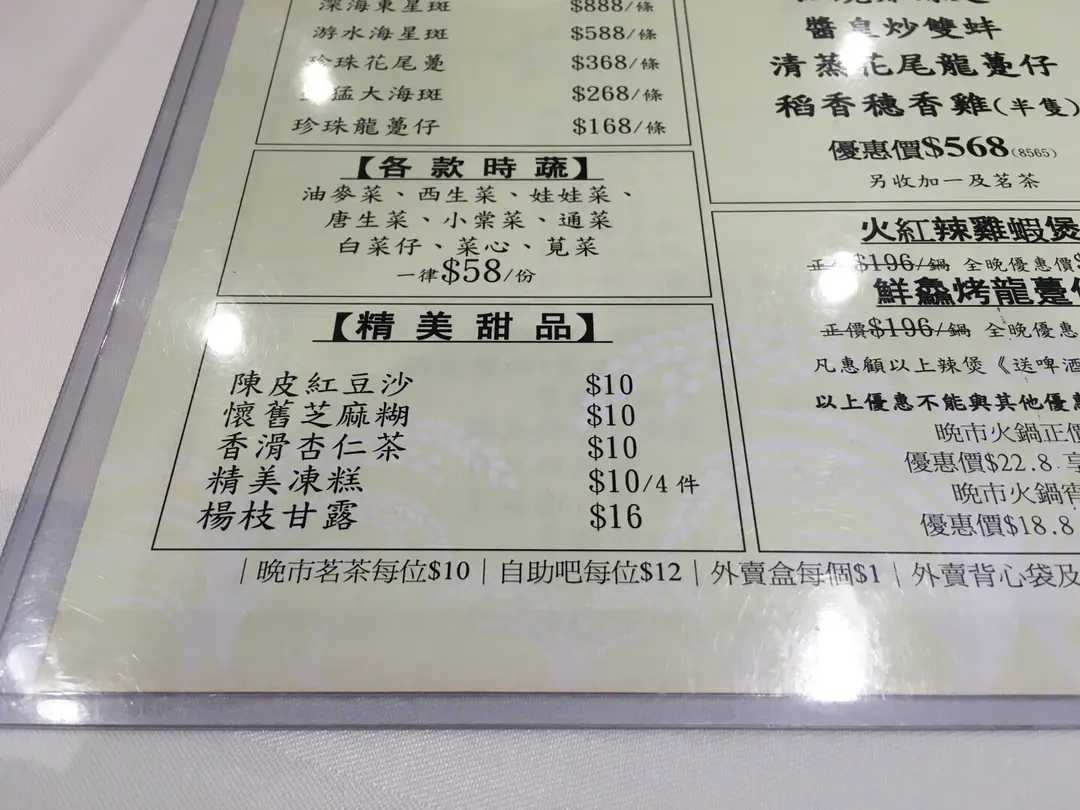 深海東星斑 $888/條
游水海星斑 $588/條
珍珠花尾躉 $368/條
猛大海斑 $268/條
珍珠龍躉仔 $168/條
【各款時蔬】
油麥菜、西生菜、娃娃菜、
唐生菜、小棠菜、通菜
白菜仔、菜心、莧菜
一律$58/份
【精美甜品】
陳皮紅豆沙 $10
懷舊芝麻糊 $10
香滑杏仁茶 $10
精美凍糕 $10/4 件
楊枝甘露 $16
醬皇炒雙蚌
清蒸花尾龍躉仔
稻香穗香雞(半隻)
優惠價$568(8565)
另收加一及茗茶
火紅辣雞蝦煲
正價$196/鍋 全晚優惠價$
鮮鱻烤龍躉
正價$196/鍋 全晚優惠
凡惠顧以上辣煲《送啤酒
以上優惠不能與其他優惠
晚市火鍋正價
優惠價$22.8 享
晚市火鍋宵
優惠價$18.8
|晚市茗茶每位$10|自助吧每位$12|外賣盒每個$1|外賣背心袋及